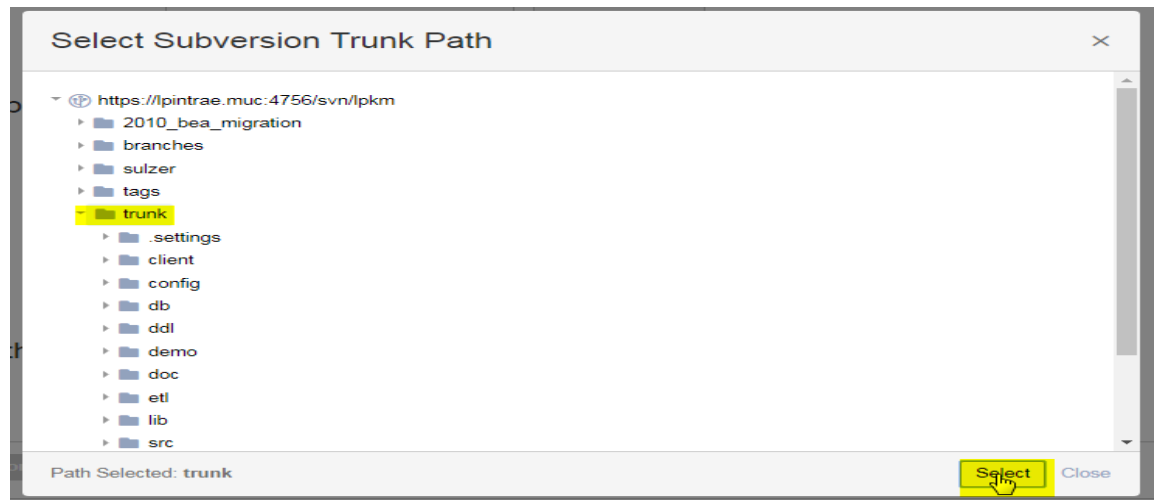 Select Subversion Trunk Path
https://lpintrae.muc:4756/svn/lpkm
2010_bea_migration
branches
sulzer
tags
trunk
.settings
client
config
db
ddl
demo
doc
etl
lib
src
Path Selected: trunk
Select
Close